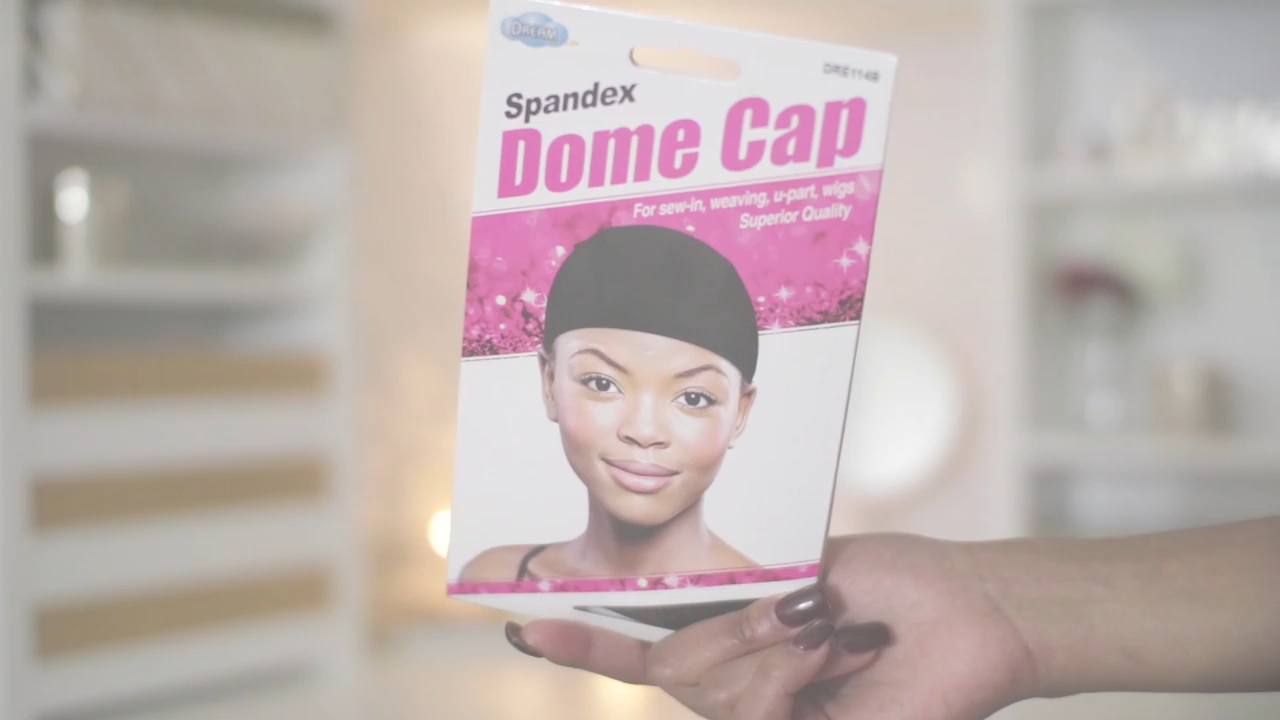 DREAM
DRE114B
Spandex
Dome Cap
For sew-in, weaving, u-part, wigs
Superior Quality